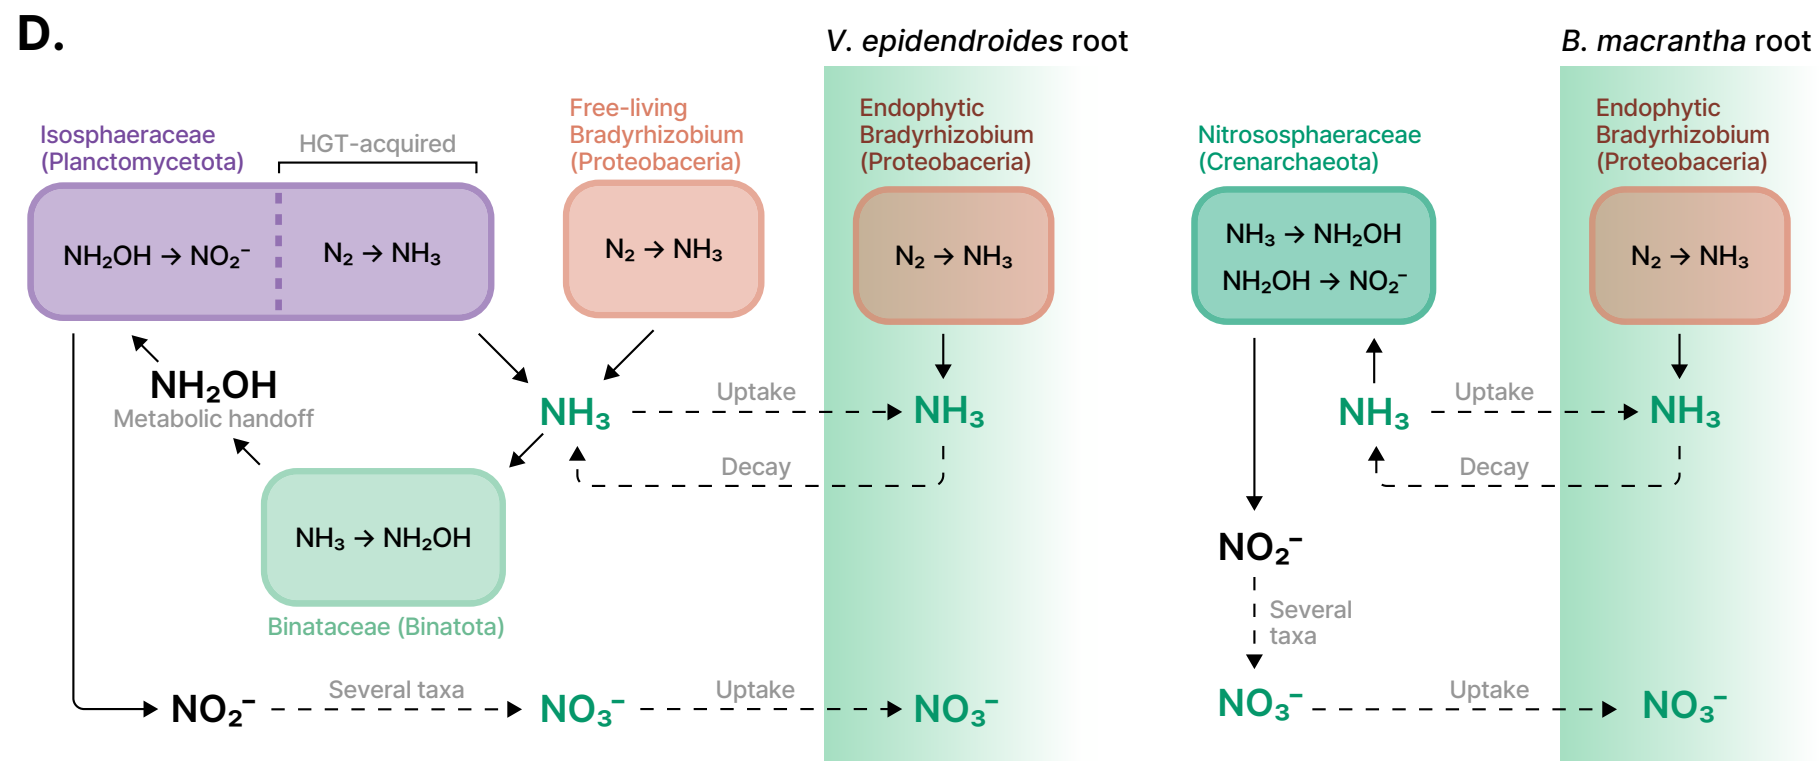 D.
V. epidendroides root
B. macrantha root
Isosphaeraceae
(Planctomycetota)
HGT-acquired
NH₂OH → NO₂⁻
N₂ → NH₃
Free-living
Bradyrhizobium
(Proteobaceria)
N₂ → NH₃
Endophytic
Bradyrhizobium
(Proteobaceria)
N₂ → NH₃
NH₂OH
Metabolic handoff
NH₃
Uptake
NH₃
Decay
NH₃ → NH₂OH
Binataceae (Binatota)
NO₂⁻
Several taxa
NO₃⁻
Uptake
NO₃⁻
Nitrososphaeraceae
(Crenarchaeota)
NH₃ → NH₂OH
NH₂OH → NO₂⁻
Endophytic
Bradyrhizobium
(Proteobaceria)
N₂ → NH₃
NH₃
Uptake
NH₃
Decay
NO₂⁻
Several
taxa
NO₃⁻
Uptake
NO₃⁻